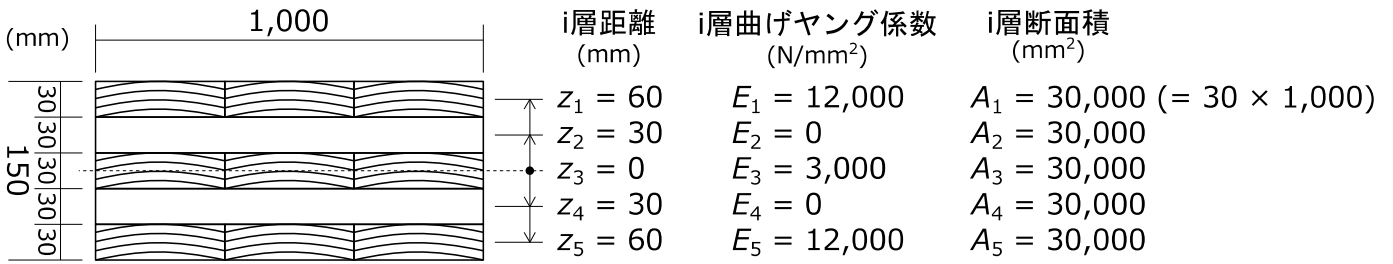 (mm)
1,000
i層距離
(mm)
i層曲げヤング係数
(N/mm²)
i層断面積
(mm²)
150
30
30
30
30
30
z₁ = 60 E₁ = 12,000 A₁ = 30,000 (= 30 × 1,000)
z₂ = 30 E₂ = 0 A₂ = 30,000
z₃ = 0 E₃ = 3,000 A₃ = 30,000
z₄ = 30 E₄ = 0 A₄ = 30,000
z₅ = 60 E₅ = 12,000 A₅ = 30,000